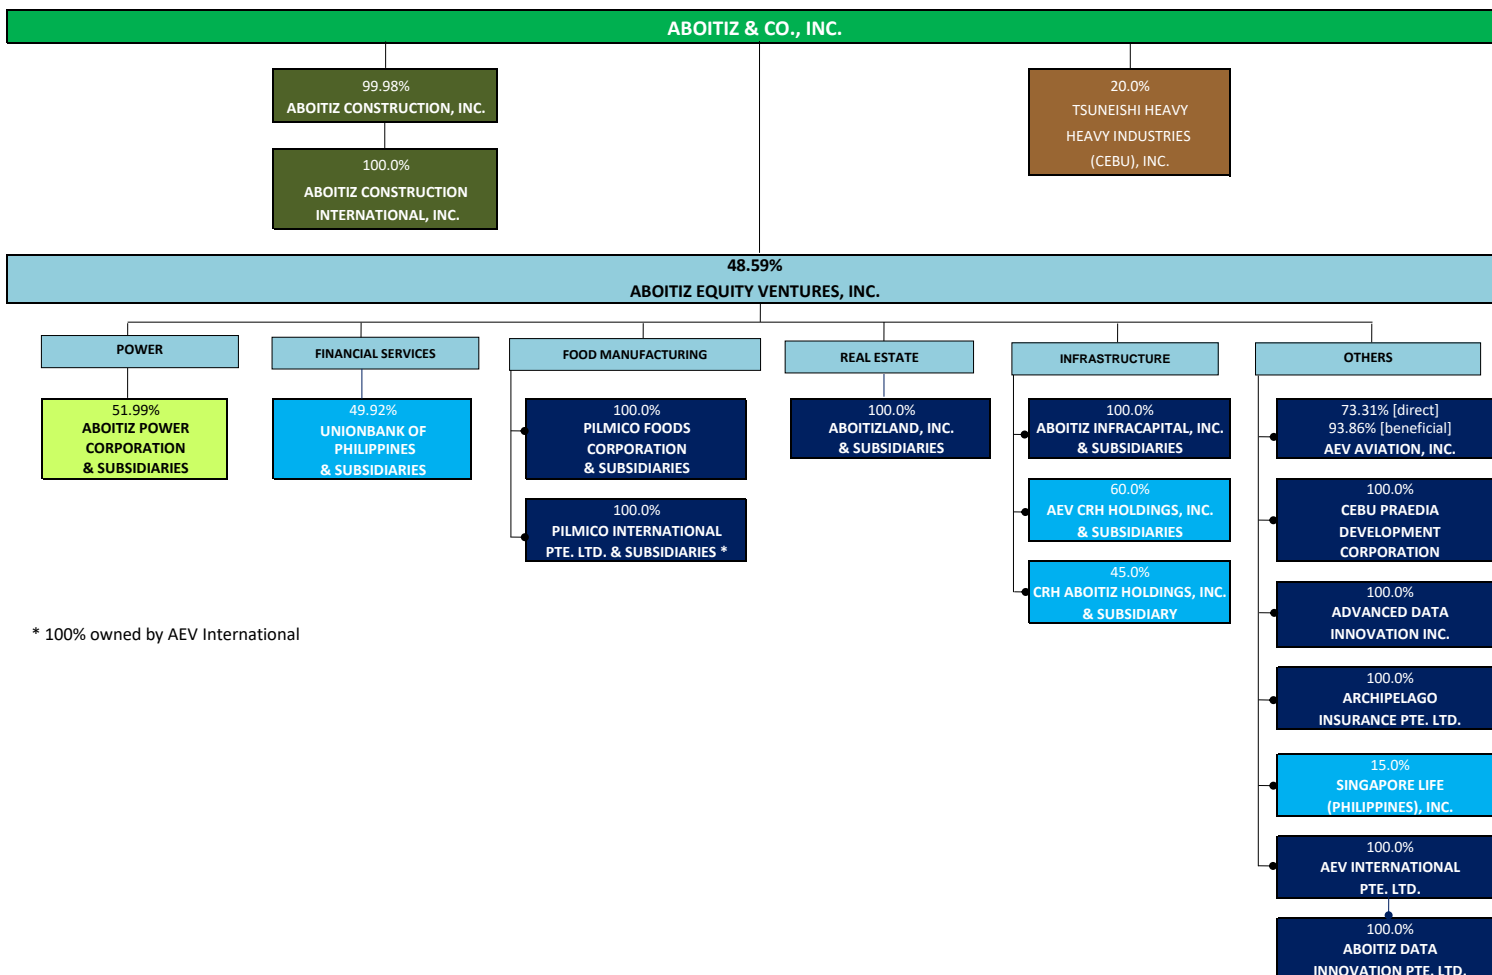 ABOITIZ & CO., INC.
99.98%
ABOITIZ CONSTRUCTION, INC.
100.0%
ABOITIZ CONSTRUCTION
INTERNATIONAL, INC.
20.0%
TSUNEISHI HEAVY
HEAVY INDUSTRIES
(CEBU), INC.
48.59%
ABOITIZ EQUITY VENTURES, INC.
POWER
51.99%
ABOITIZ POWER
CORPORATION
& SUBSIDIARIES
FINANCIAL SERVICES
49.92%
UNIONBANK OF
PHILIPPINES
& SUBSIDIARIES
FOOD MANUFACTURING
100.0%
PILMICO FOODS
CORPORATION
& SUBSIDIARIES
100.0%
PILMICO INTERNATIONAL
PTE. LTD. & SUBSIDIARIES *
REAL ESTATE
100.0%
ABOITIZLAND, INC.
& SUBSIDIARIES
INFRASTRUCTURE
100.0%
ABOITIZ INFRACAPITAL, INC.
& SUBSIDIARIES
60.0%
AEV CRH HOLDINGS, INC.
& SUBSIDIARIES
45.0%
CRH ABOITIZ HOLDINGS, INC.
& SUBSIDIARY
OTHERS
73.31% [direct]
93.86% [beneficial]
AEV AVIATION, INC.
100.0%
CEBU PRAEDIA
DEVELOPMENT
CORPORATION
100.0%
ADVANCED DATA
INNOVATION INC.
100.0%
ARCHIPELAGO
INSURANCE PTE. LTD.
15.0%
SINGAPORE LIFE
(PHILIPPINES), INC.
100.0%
AEV INTERNATIONAL
PTE. LTD.
100.0%
ABOITIZ DATA
INNOVATION PTE. LTD.
* 100% owned by AEV International